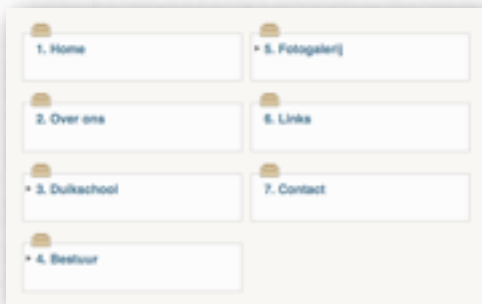 1. Home
2. Over ons
3. Duikschool
4. Bestuur
5. Fotogalerij
6. Links
7. Contact